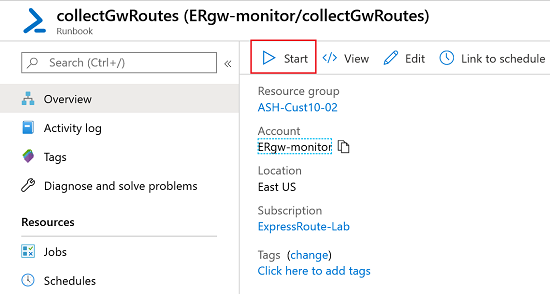 collectGwRoutes (ERgw-monitor/collectGwRoutes)
Runbook
Search (Ctrl+/)
«
Overview
Activity log
Tags
Diagnose and solve problems
Resources
Jobs
Schedules
Start
View
Edit
Link to schedule
Resource group
ASH-Cust10-02
Account
ERgw-monitor
Location
East US
Subscription
ExpressRoute-Lab
Tags (change)
Click here to add tags